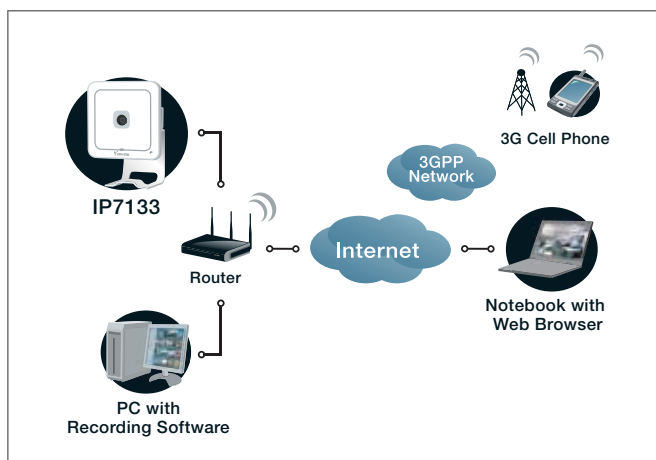 IP7133
Router
PC with
Recording Software
Internet
3GPP
Network
3G Cell Phone
Notebook with
Web Browser